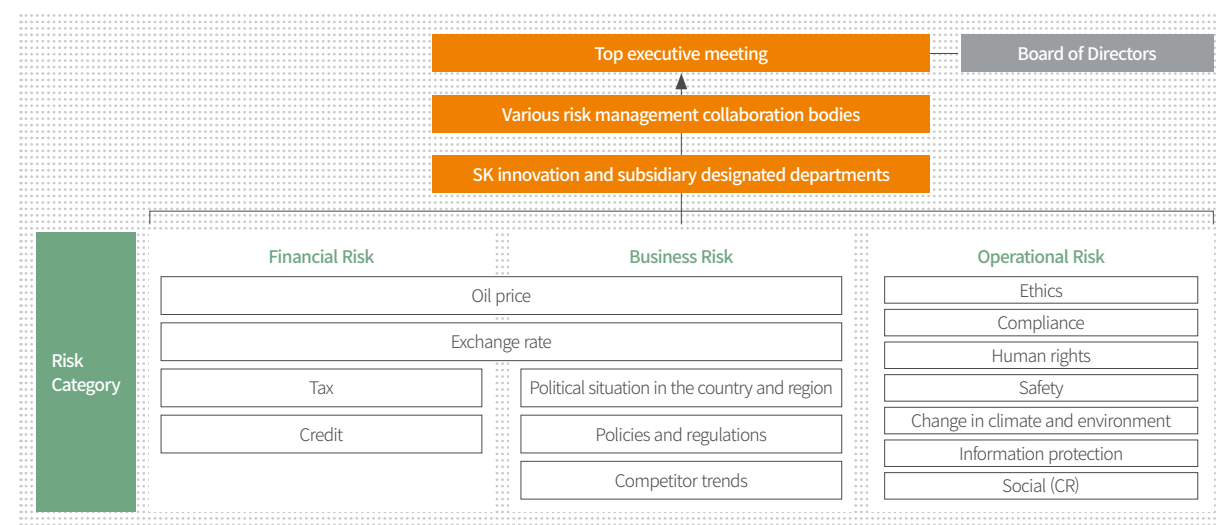 Top executive meeting
Board of Directors
Various risk management collaboration bodies
SK innovation and subsidiary designated departments
Risk
Category
Financial Risk
Business Risk
Operational Risk
Oil price
Exchange rate
Tax
Credit
Political situation in the country and region
Policies and regulations
Competitor trends
Ethics
Compliance
Human rights
Safety
Change in climate and environment
Information protection
Social (CR)